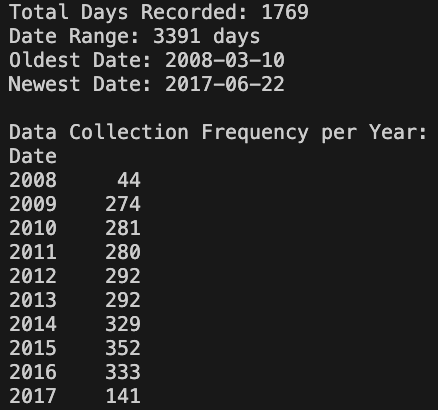 Total Days Recorded: 1769
Date Range: 3391 days
Oldest Date: 2008-03-10
Newest Date: 2017-06-22
Data Collection Frequency per Year:
Date
2008     44
2009    274
2010    281
2011    280
2012    292
2013    292
2014    329
2015    352
2016    333
2017    141